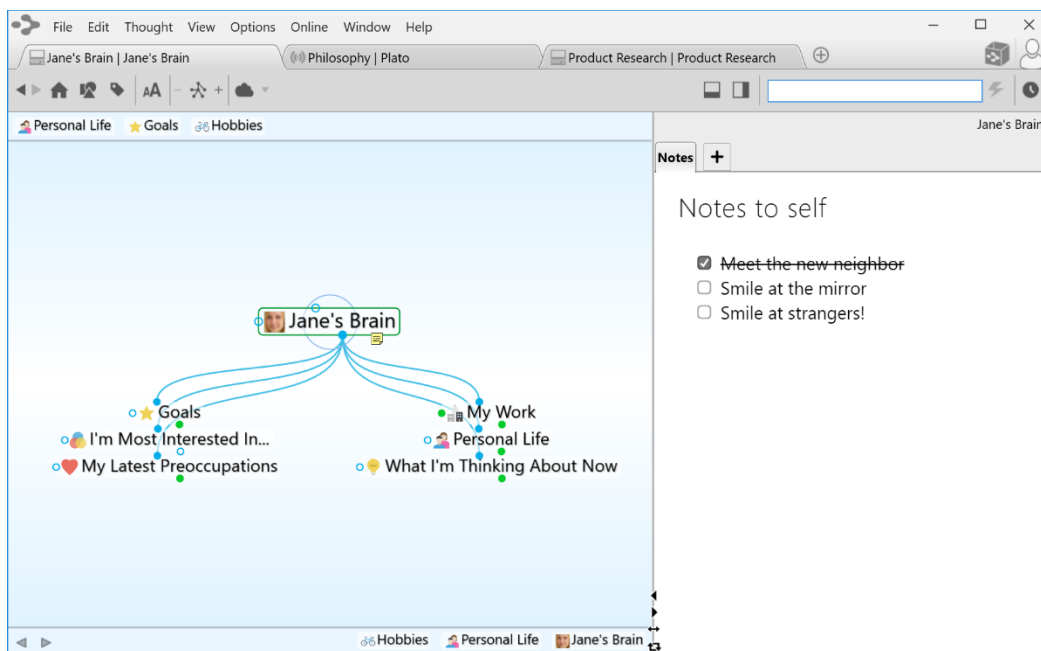 File Edit Thought View Options Online Window Help
Jane's Brain | Jane's Brain Philosophy | Plato Product Research | Product Research
AA
Personal Life Goals Hobbies
Jane's Brain
Notes
Notes to self
Meet the new neighbor
Smile at the mirror
Smile at strangers!
Jane's Brain
Goals My Work
I'm Most Interested In... Personal Life
My Latest Preoccupations What I'm Thinking About Now
Hobbies Personal Life Jane's Brain